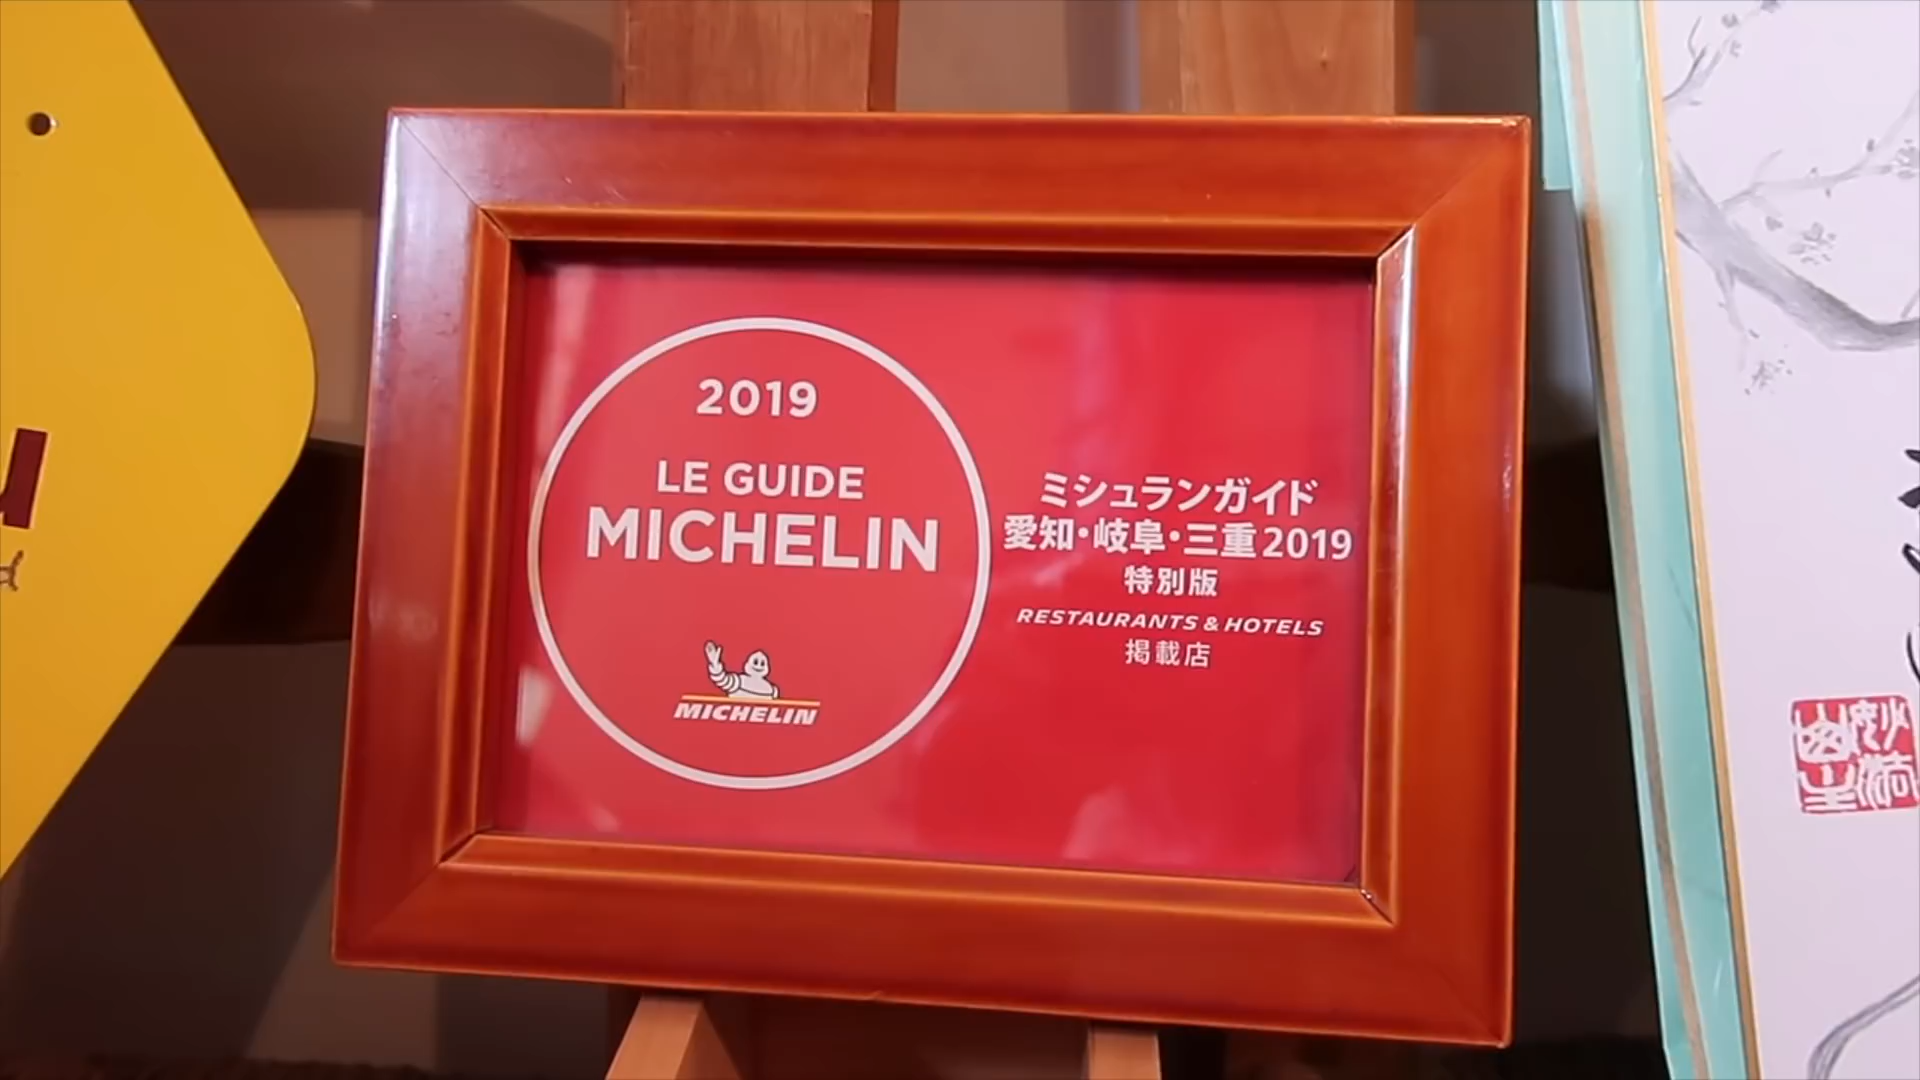 2019
LE GUIDE
MICHELIN
MICHELIN
ミシュランガイド
愛知・岐阜・三重2019
特別版
RESTAURANTS & HOTELS
掲載店